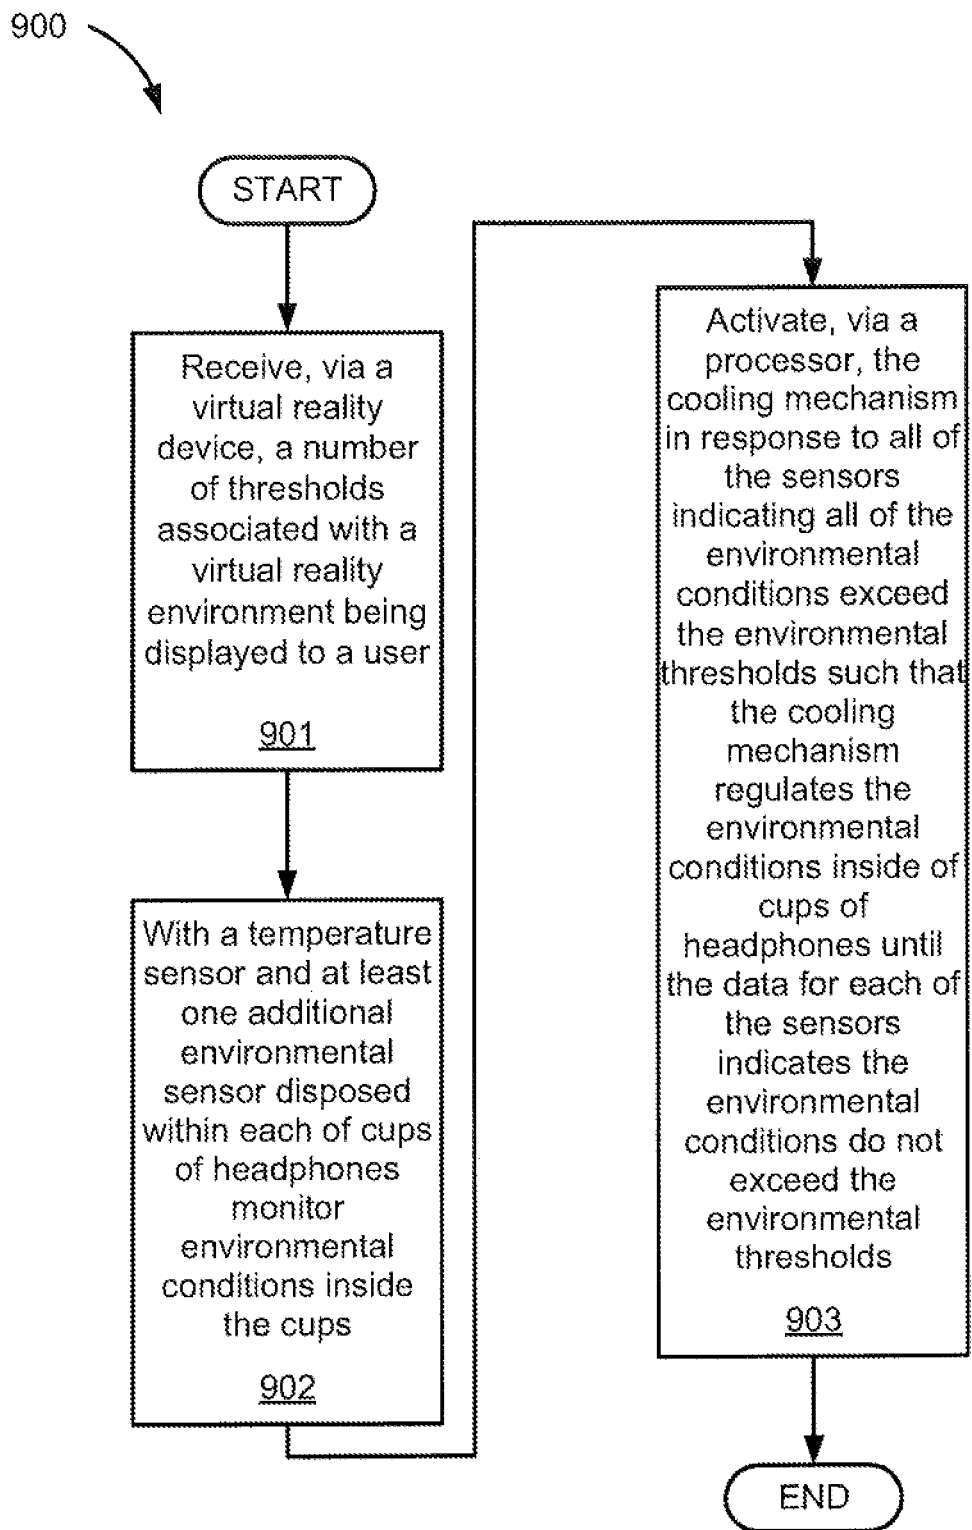 900
START
Receive, via a
virtual reality
device, a number
of thresholds
associated with a
virtual reality
environment being
displayed to a user
901
With a temperature
sensor and at least
one additional
environmental
sensor disposed
within each of cups
of headphones
monitor
environmental
conditions inside
the cups
902
Activate, via a
processor, the
cooling mechanism
in response to all of
the sensors
indicating all of the
environmental
conditions exceed
the environmental
thresholds such that
the cooling
mechanism
regulates the
environmental
conditions inside of
cups of
headphones until
the data for each of
the sensors
indicates the
environmental
conditions do not
exceed the
environmental
thresholds
903
END